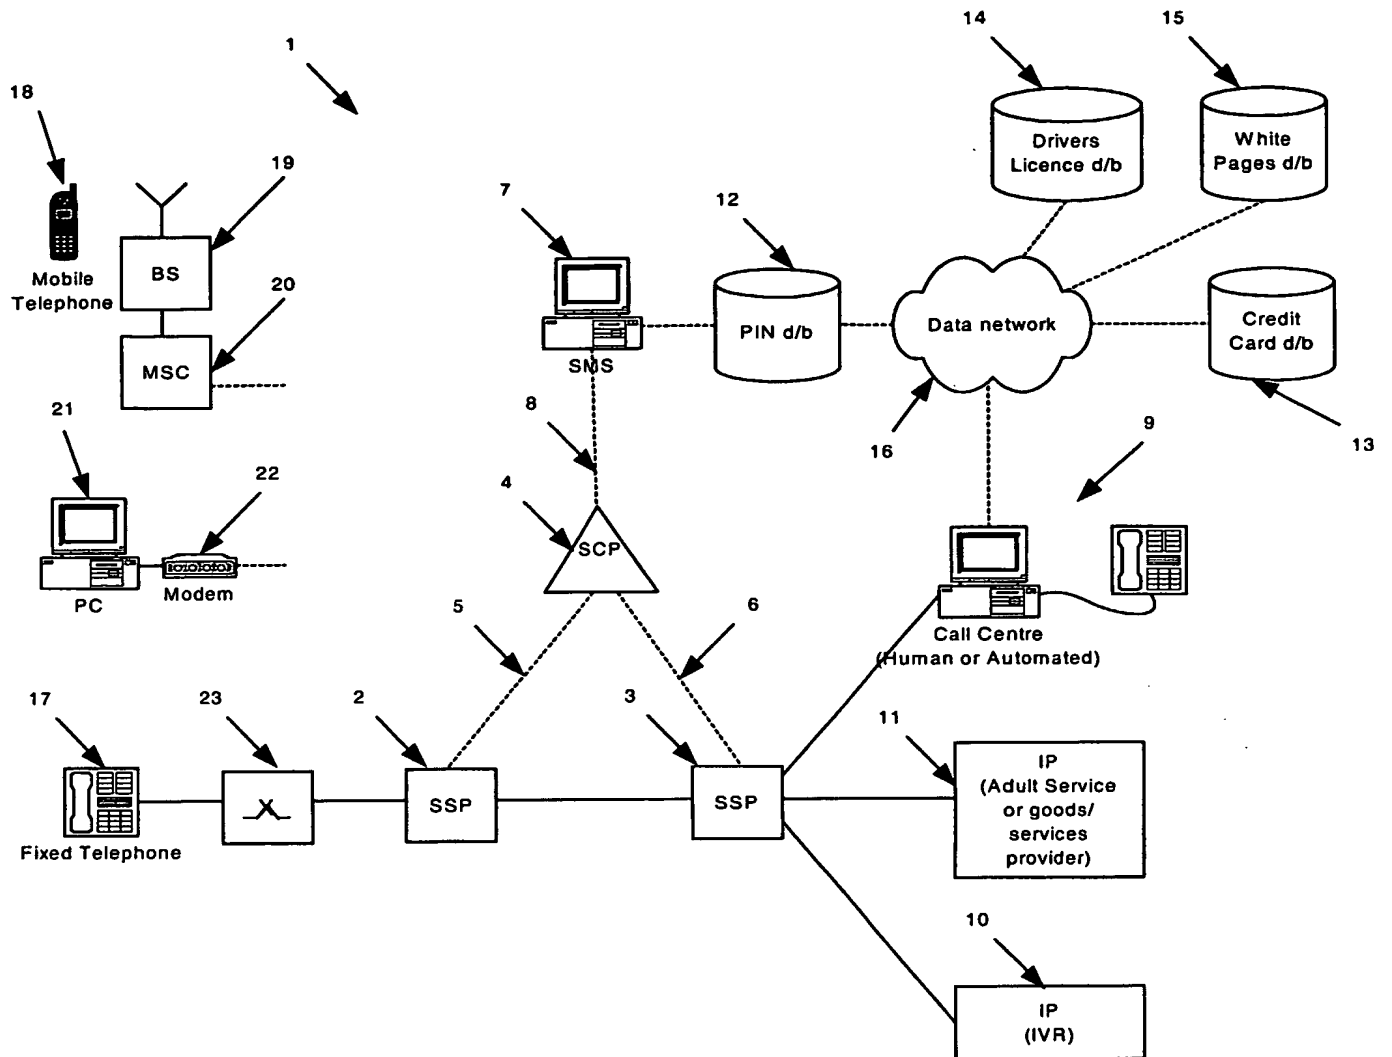 14
15
1
18
Drivers
Licence d/b
White
Pages d/b
19
7
12
Mobile
Telephone
BS
20
PIN d/b
Data network
Credit
Card d/b
MSC
SMS
21
8
9
16
13
22
4
SCP
PC
Modem
5
6
Call Centre
(Human or Automated)
17
23
2
3
11
SSP
SSP
IP
(Adult Service
or goods/
services
provider)
X
Fixed Telephone
10
IP
(IVR)